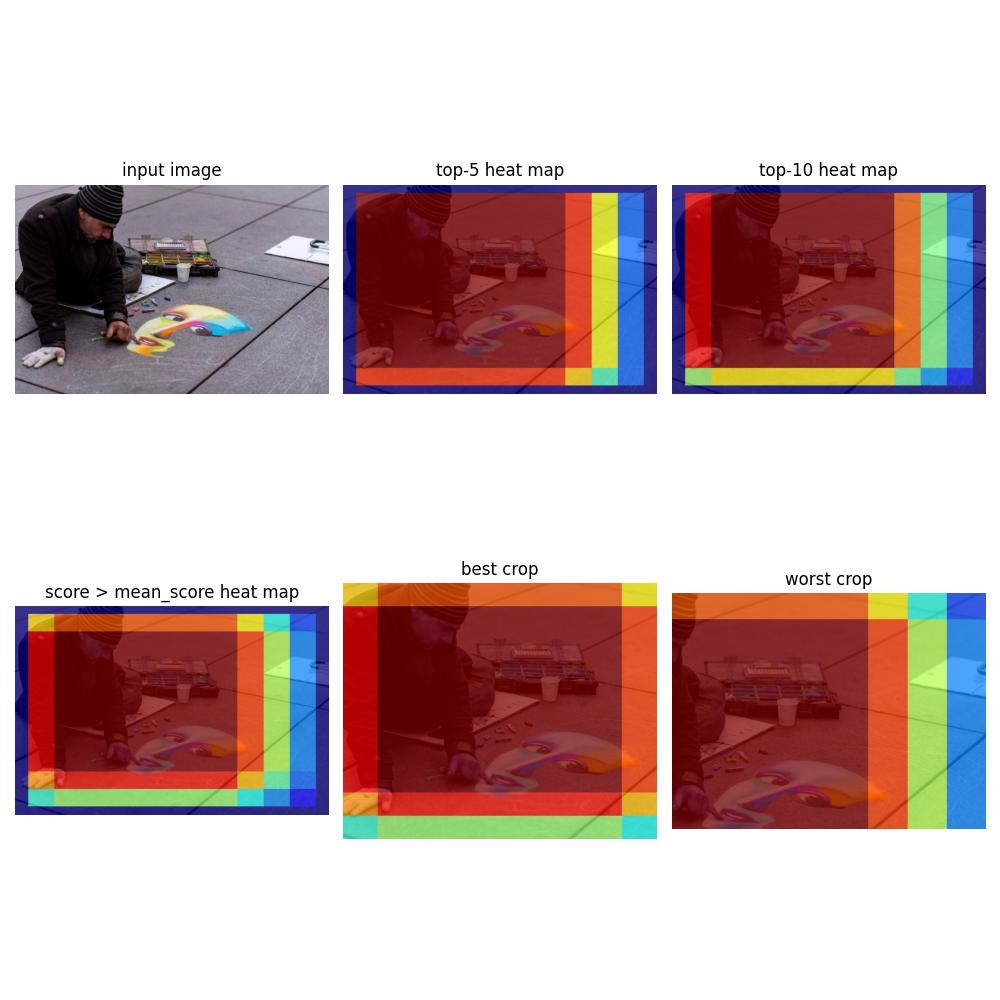 input image
top-5 heat map
top-10 heat map
score > mean_score heat map
best crop
worst crop